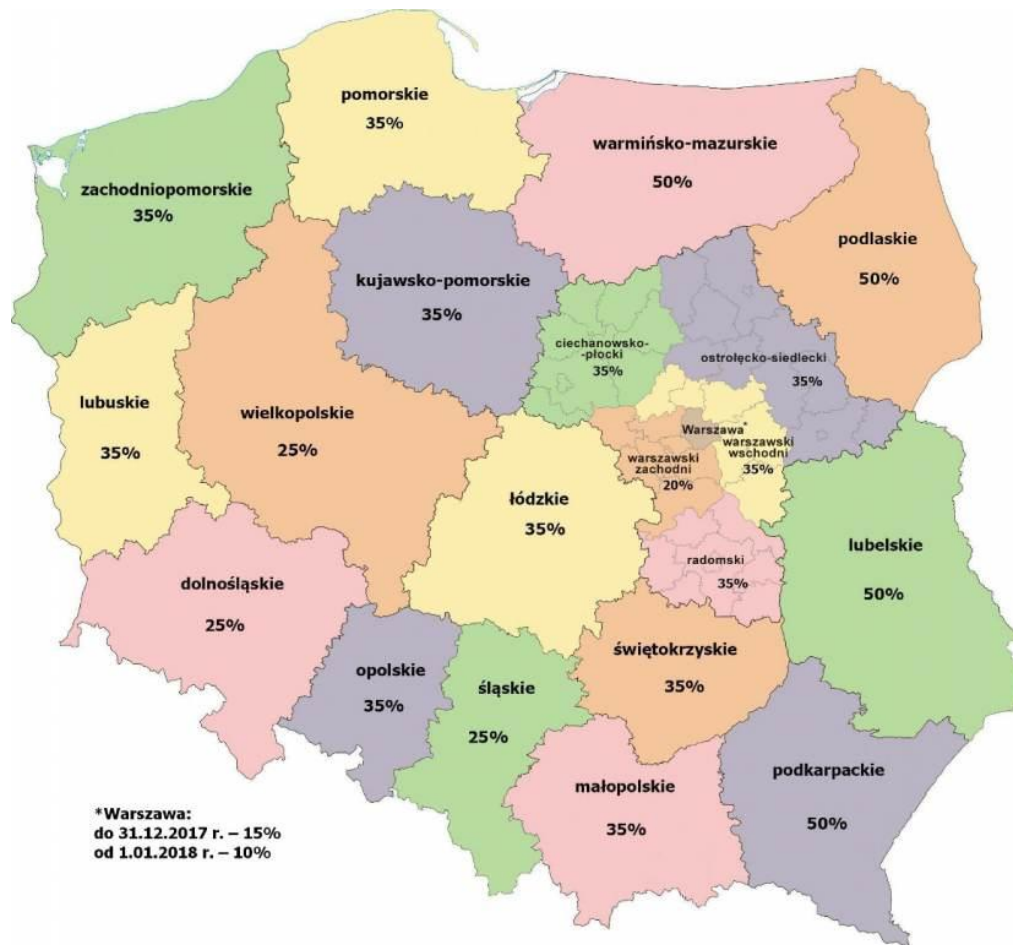 pomorskie
35%
warmińsko-mazurskie
50%
zachodniopomorskie
35%
podlaskie
50%
kujawsko-pomorskie
35%
ciechanowsko-
-płocki
35%
ostrołęcko-siedlecki
35%
lubuskie
35%
wielkopolskie
25%
Warszawa*
warszawski
wschodni
35%
warszawski
zachodni
20%
łódzkie
35%
radomski
35%
lubelskie
50%
dolnośląskie
25%
opolskie
35%
śląskie
25%
świętokrzyskie
35%
małopolskie
35%
podkarpackie
50%
*Warszawa:
do 31.12.2017 r. – 15%
od 1.01.2018 r. – 10%